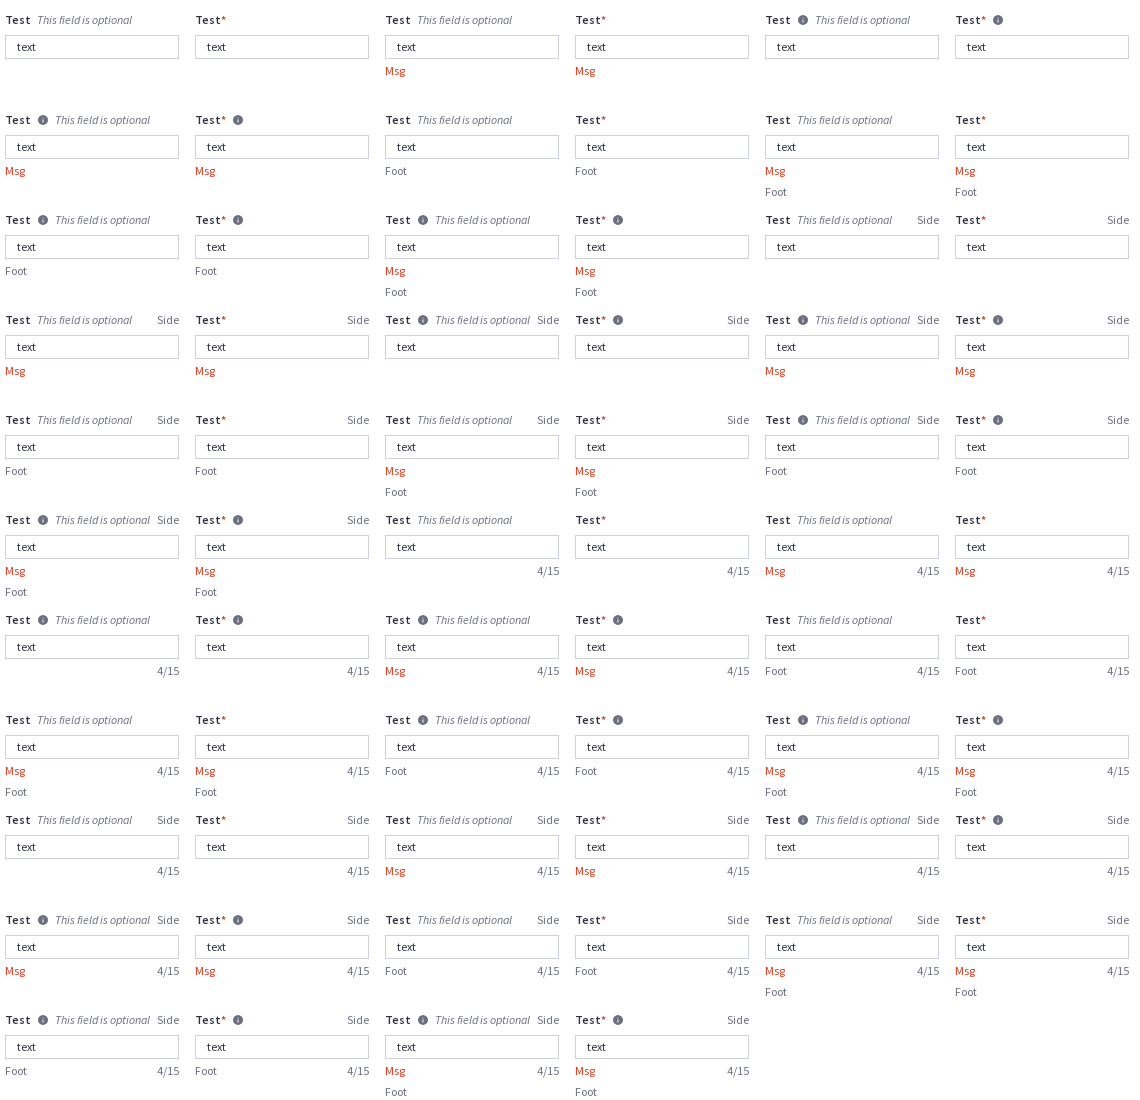 Test This field is optional Test* Test This field is optional Test* Test This field is optional Test*
text text text text text text
Msg Msg
Test This field is optional Test* Test This field is optional Test* Test This field is optional Test*
text text text text text text
Msg Msg Foot Foot Msg Msg
Foot Foot
Test This field is optional Test* Test This field is optional Test* Test This field is optional Side Test* Side
text text text text text text
Foot Foot Msg Msg
Foot Foot
Test This field is optional Side Test* Side Test This field is optional Side Test* Side Test This field is optional Side Test* Side
text text text text text text
Msg Msg Msg Msg
Test This field is optional Side Test* Side Test This field is optional Side Test* Side Test This field is optional Side Test* Side
text text text text text text
Foot Foot Msg Msg Foot Foot
Foot Foot
Test This field is optional Side Test* Side Test This field is optional Test* Test This field is optional Test*
text text text text text text
Msg Msg 4/15 4/15 Msg 4/15 Msg 4/15
Foot Foot
Test This field is optional Test* Test This field is optional Test* Test This field is optional Test*
text text text text text text
4/15 4/15 Msg 4/15 Msg 4/15 Foot 4/15 Foot 4/15
Test This field is optional Test* Test This field is optional Test* Test This field is optional Test*
text text text text text text
Msg 4/15 Msg 4/15 Foot 4/15 Foot 4/15 Msg 4/15 Msg 4/15
Foot Foot Foot Foot
Test This field is optional Side Test* Side Test This field is optional Side Test* Side Test This field is optional Side Test* Side
text text text text text text
4/15 4/15 Msg 4/15 Msg 4/15 4/15 4/15
Test This field is optional Side Test* Side Test This field is optional Side Test* Side Test This field is optional Side Test* Side
text text text text text text
Msg 4/15 Msg 4/15 Foot 4/15 Foot 4/15 Msg 4/15 Msg 4/15
Foot Foot
Test This field is optional Side Test* Side Test This field is optional Side Test* Side
text text text text
Foot 4/15 Foot 4/15 Msg 4/15 Msg 4/15
Foot Foot